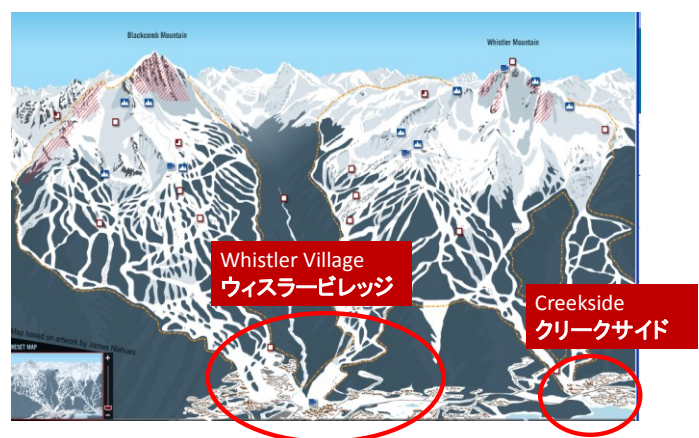 Blackcomb Mountain
Whistler Mountain
Whistler Village
ウィスラービレッジ
Creekside
クリークサイド
Map based on artwork by James Niehues
RESET MAP